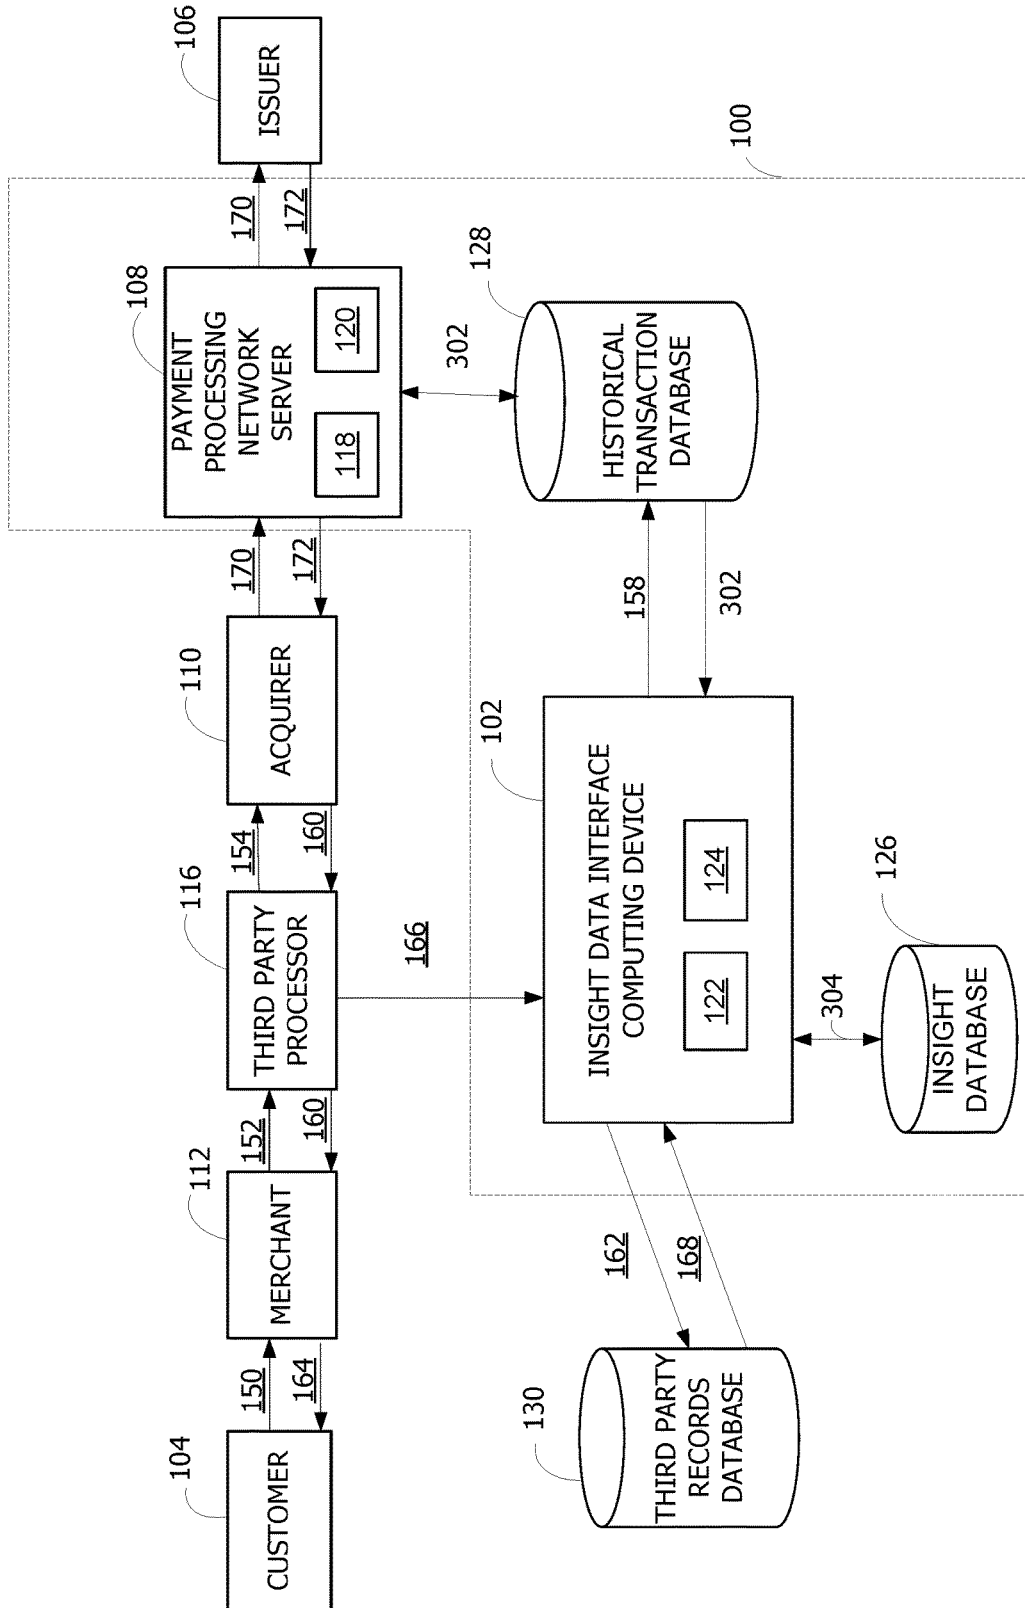 104
CUSTOMER
150
164
112
MERCHANT
152
160
116
THIRD PARTY
PROCESSOR
154
160
110
ACQUIRER
170
172
108
PAYMENT
PROCESSING
NETWORK
SERVER
118
120
170
172
106
ISSUER
100
166
302
128
HISTORICAL
TRANSACTION
DATABASE
158
302
102
INSIGHT DATA INTERFACE
COMPUTING DEVICE
122
124
162
168
130
THIRD PARTY
RECORDS
DATABASE
304
126
INSIGHT
DATABASE